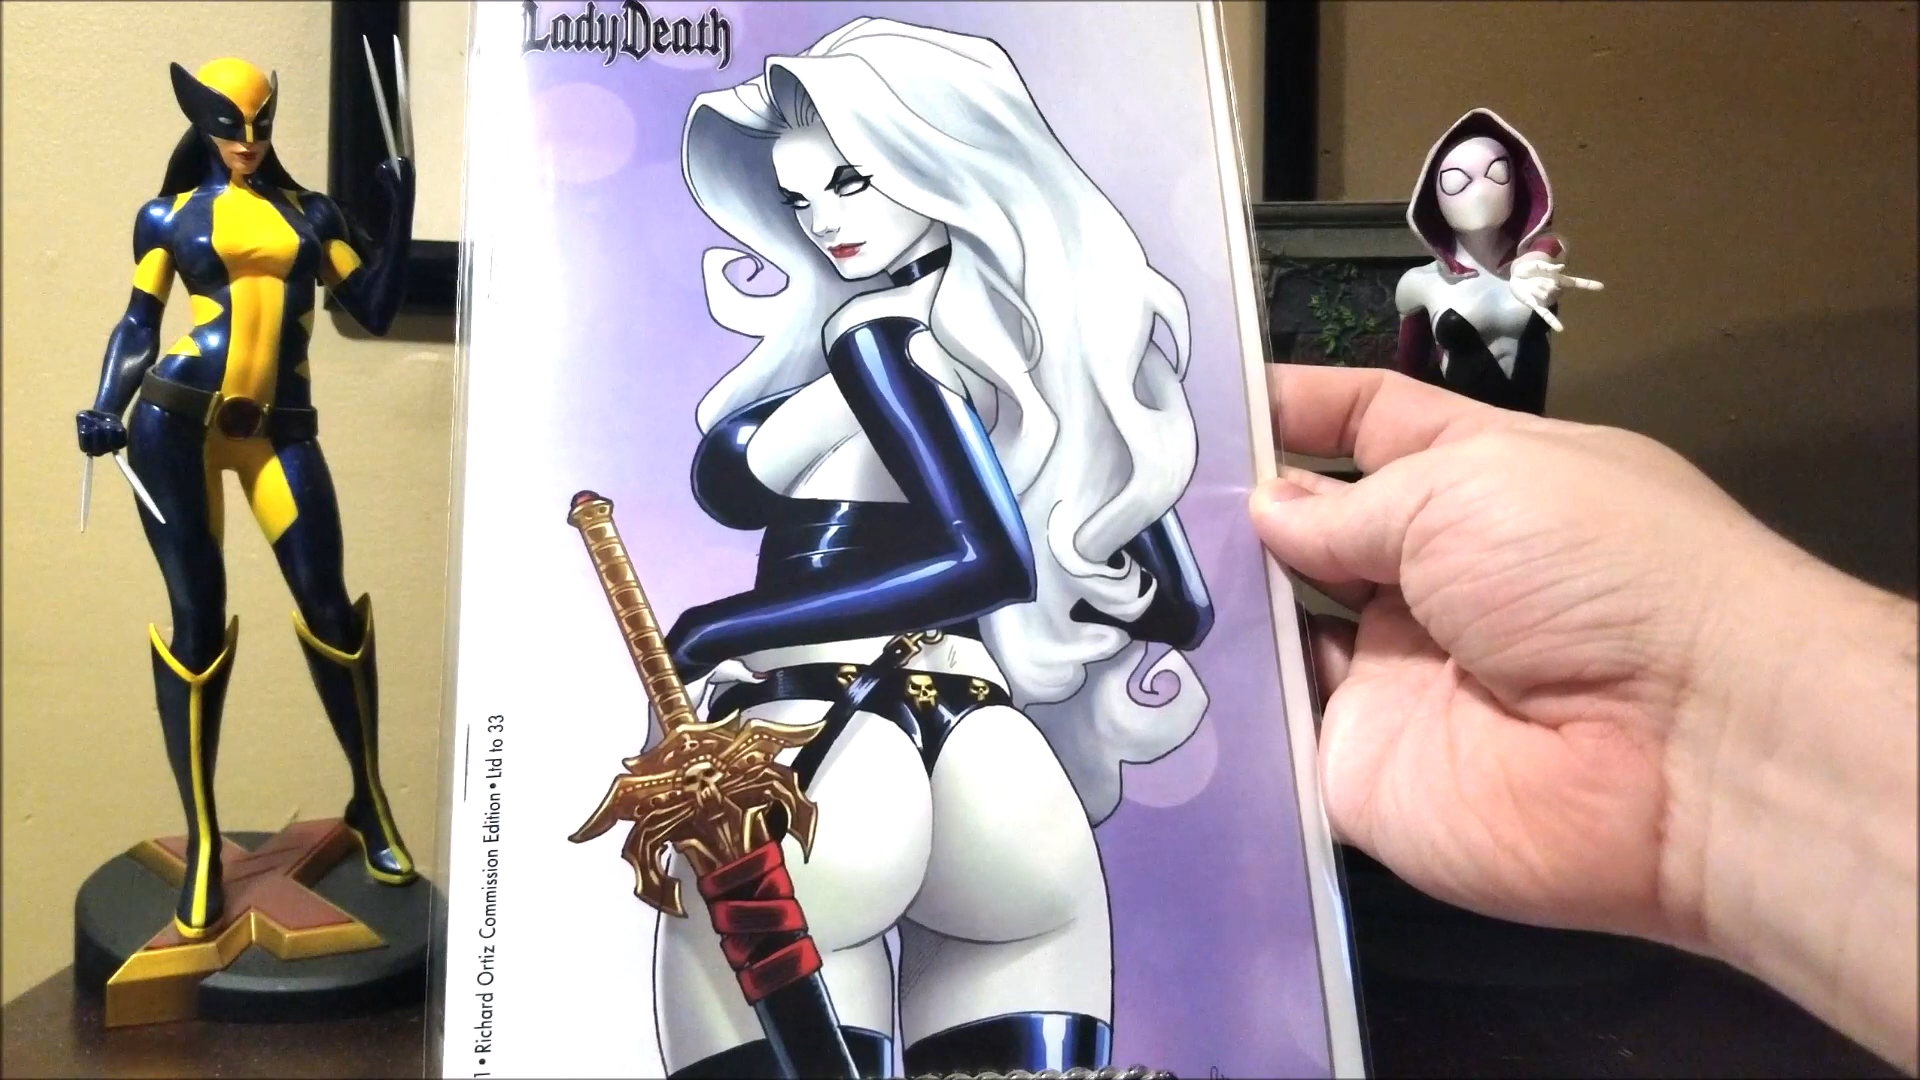 Lady Death
1 • Richard Ortiz Commission Edition • Ltd to 33